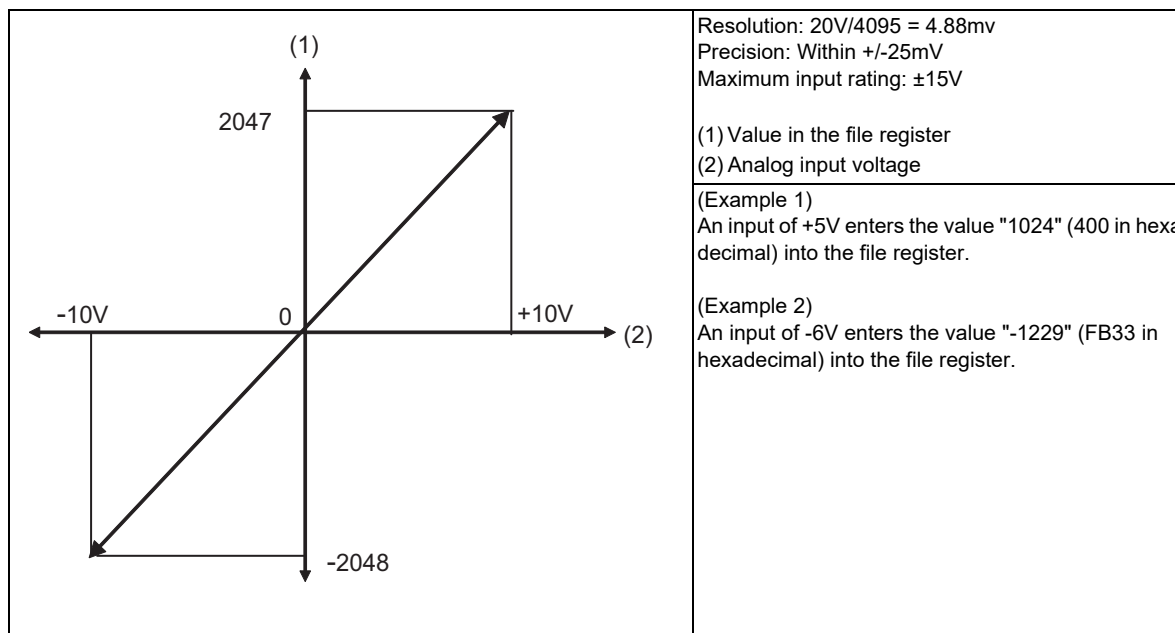 (1)
2047
-10V
0
+10V
(2)
-2048
Resolution: 20V/4095 = 4.88mv
Precision: Within +/-25mV
Maximum input rating: ±15V
(1) Value in the file register
(2) Analog input voltage
(Example 1)
An input of +5V enters the value "1024" (400 in hexa
decimal) into the file register.
(Example 2)
An input of -6V enters the value "-1229" (FB33 in
hexadecimal) into the file register.